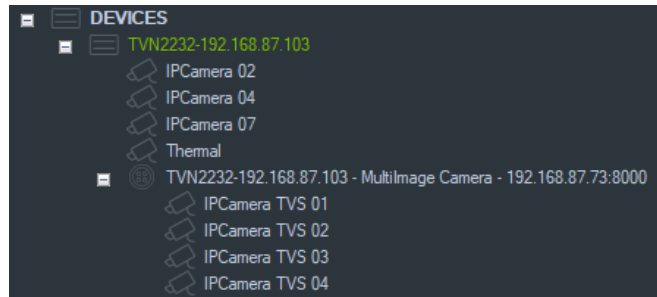 DEVICES
TVN2232-192.168.87.103
IPCamera 02
IPCamera 04
IPCamera 07
Thermal
TVN2232-192.168.87.103 - MultiImage Camera - 192.168.87.73:8000
IPCamera TVS 01
IPCamera TVS 02
IPCamera TVS 03
IPCamera TVS 04